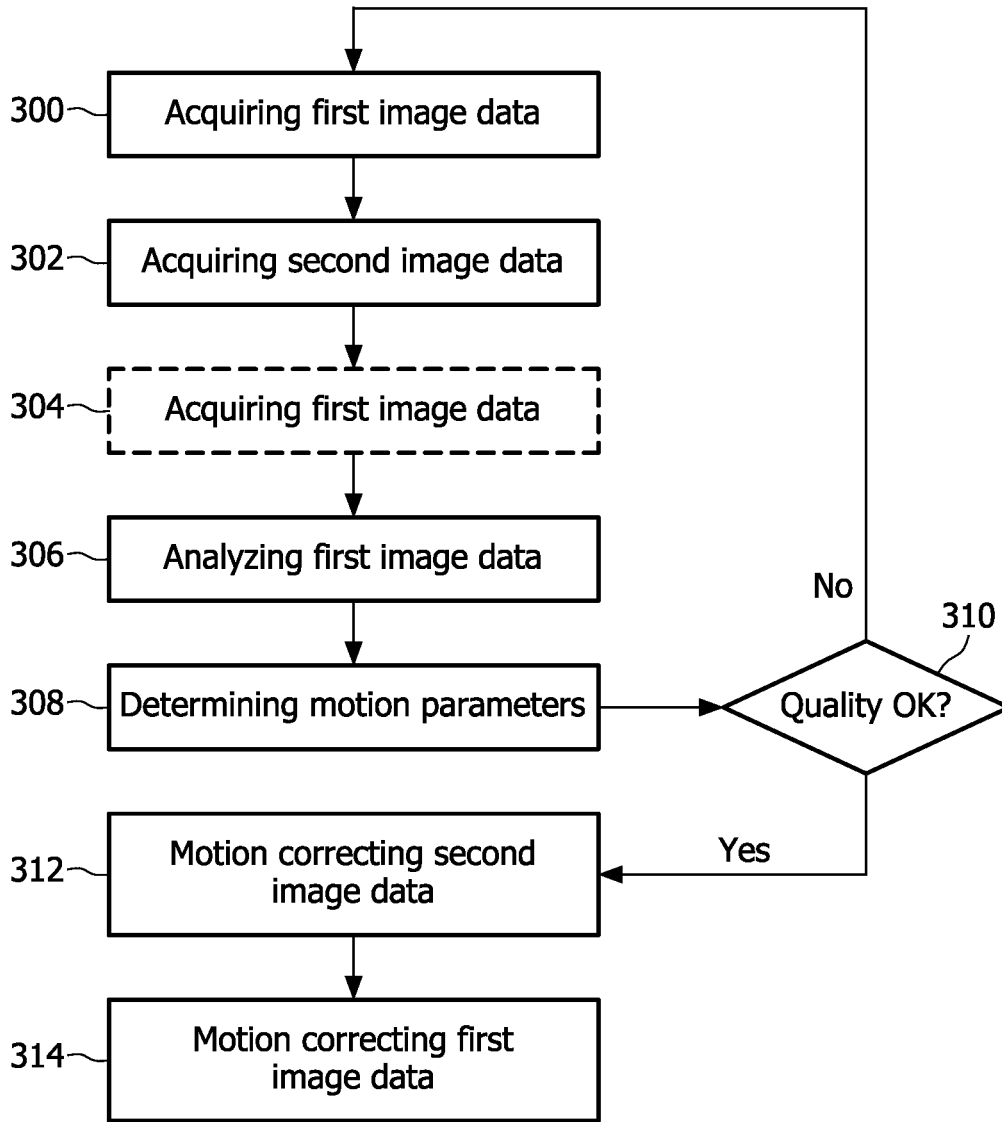 300
Acquiring first image data
302
Acquiring second image data
304
Acquiring first image data
306
Analyzing first image data
No
310
308
Determining motion parameters
Quality OK?
312
Motion correcting second
image data
Yes
314
Motion correcting first
image data